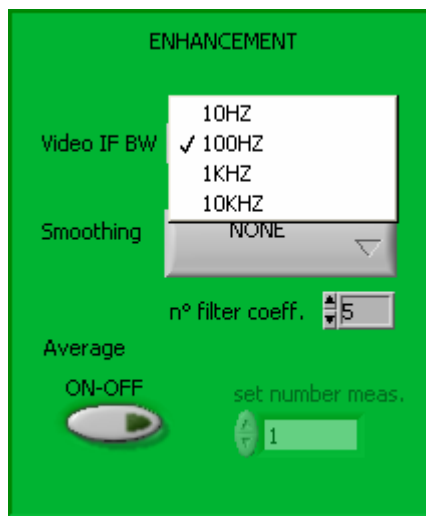 ENHANCEMENT
10HZ
Video IF BW ✓ 100HZ
1KHZ
10KHZ
Smoothing NONE
n° filter coeff. 5
Average
ON-OFF
set number meas.
1